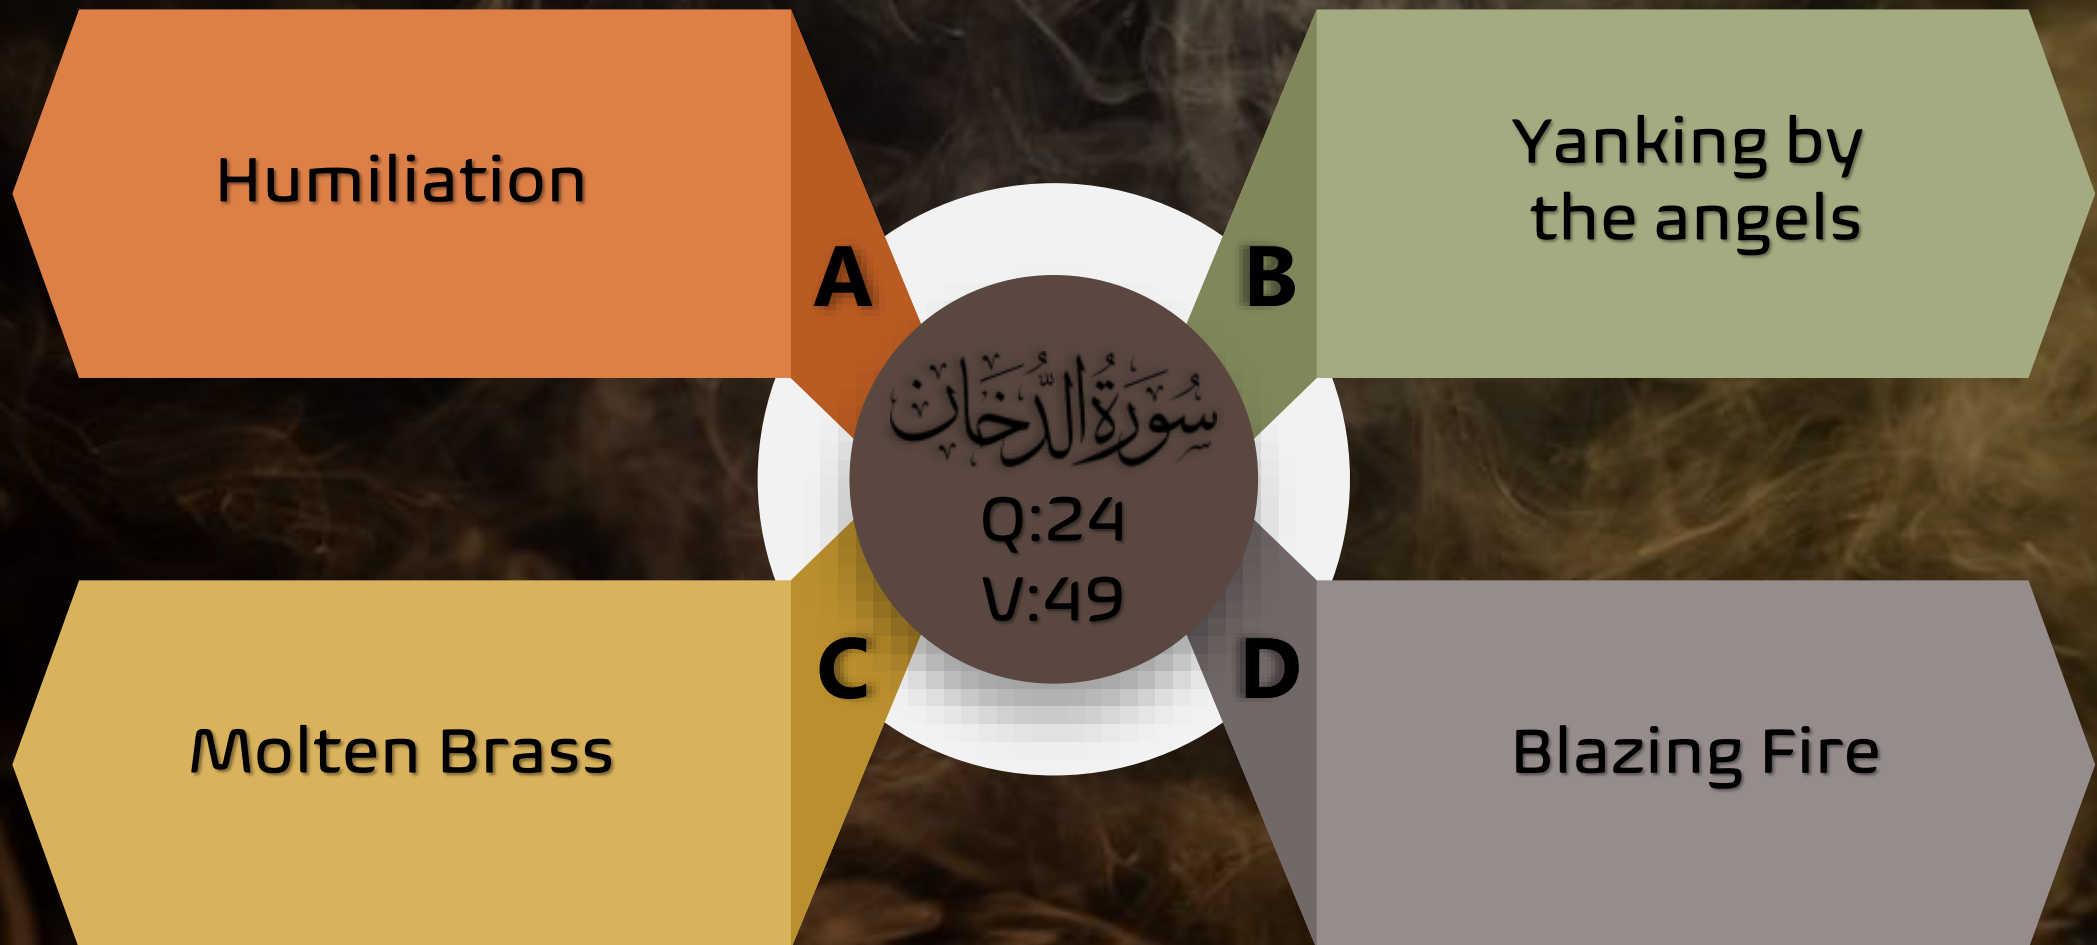 Humiliation
A
Yanking by
the angels
B
سُورَةُ الدُّخَان
Q:24
V:49
Molten Brass
C
Blazing Fire
D